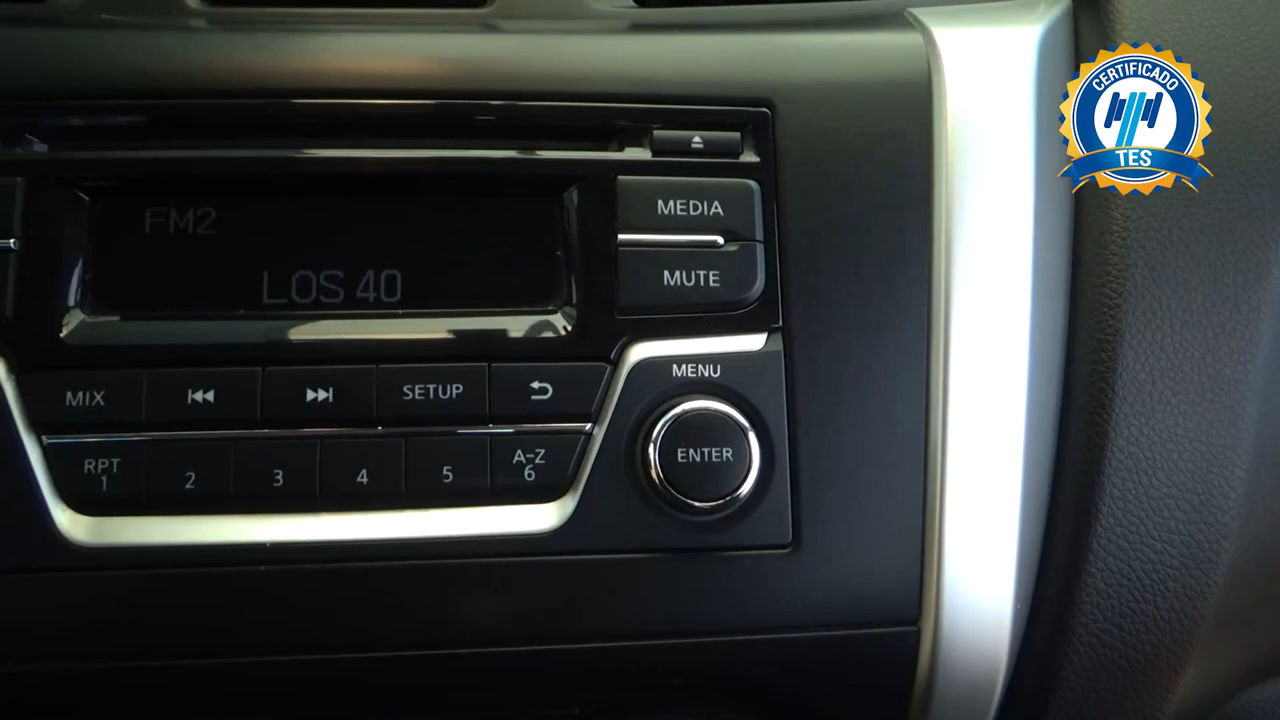 CERTIFICADO
TES
FM2
LOS 40
MEDIA
MUTE
MENU
ENTER
MIX
SETUP
RPT
1
2
3
4
5
A-Z
6